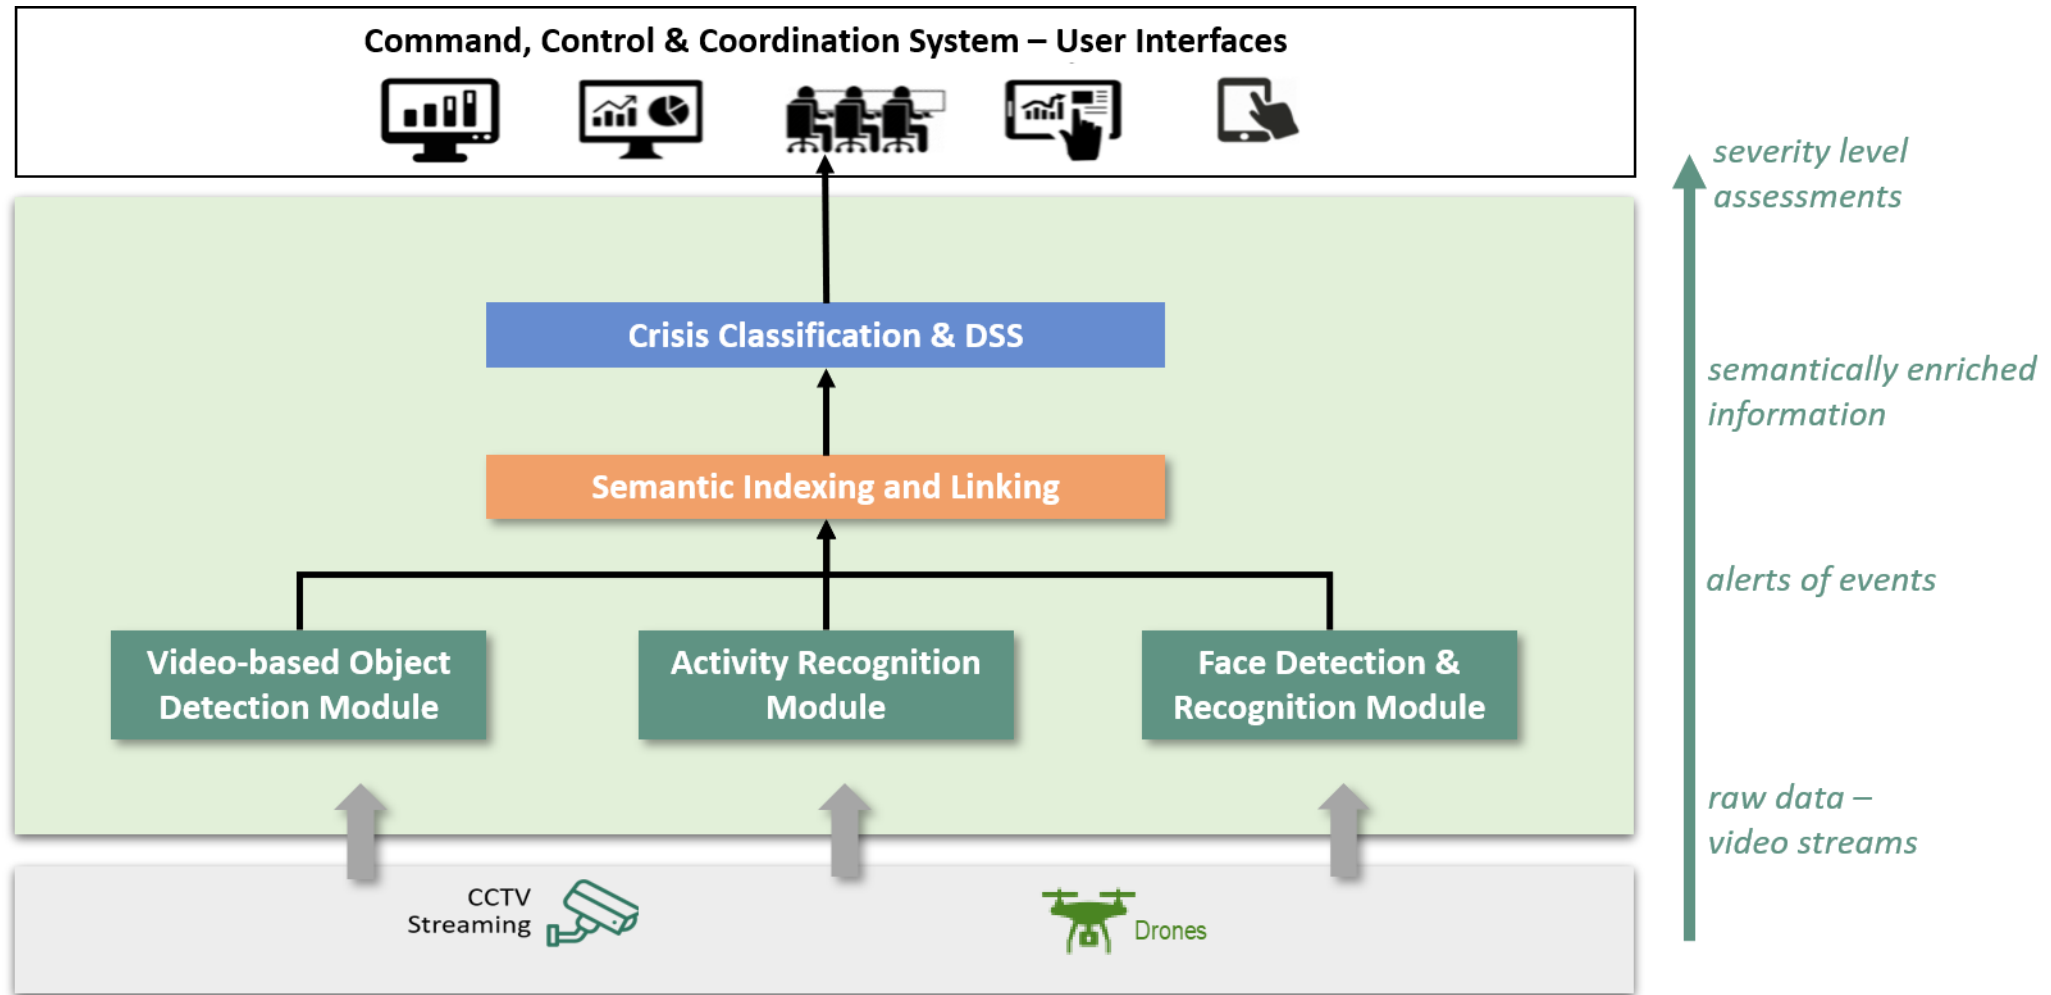 Command, Control & Coordination System – User Interfaces
severity level
assessments
Crisis Classification & DSS
semantically enriched
information
Semantic Indexing and Linking
alerts of events
Video-based Object
Detection Module
Activity Recognition
Module
Face Detection &
Recognition Module
raw data –
video streams
CCTV
Streaming
Drones